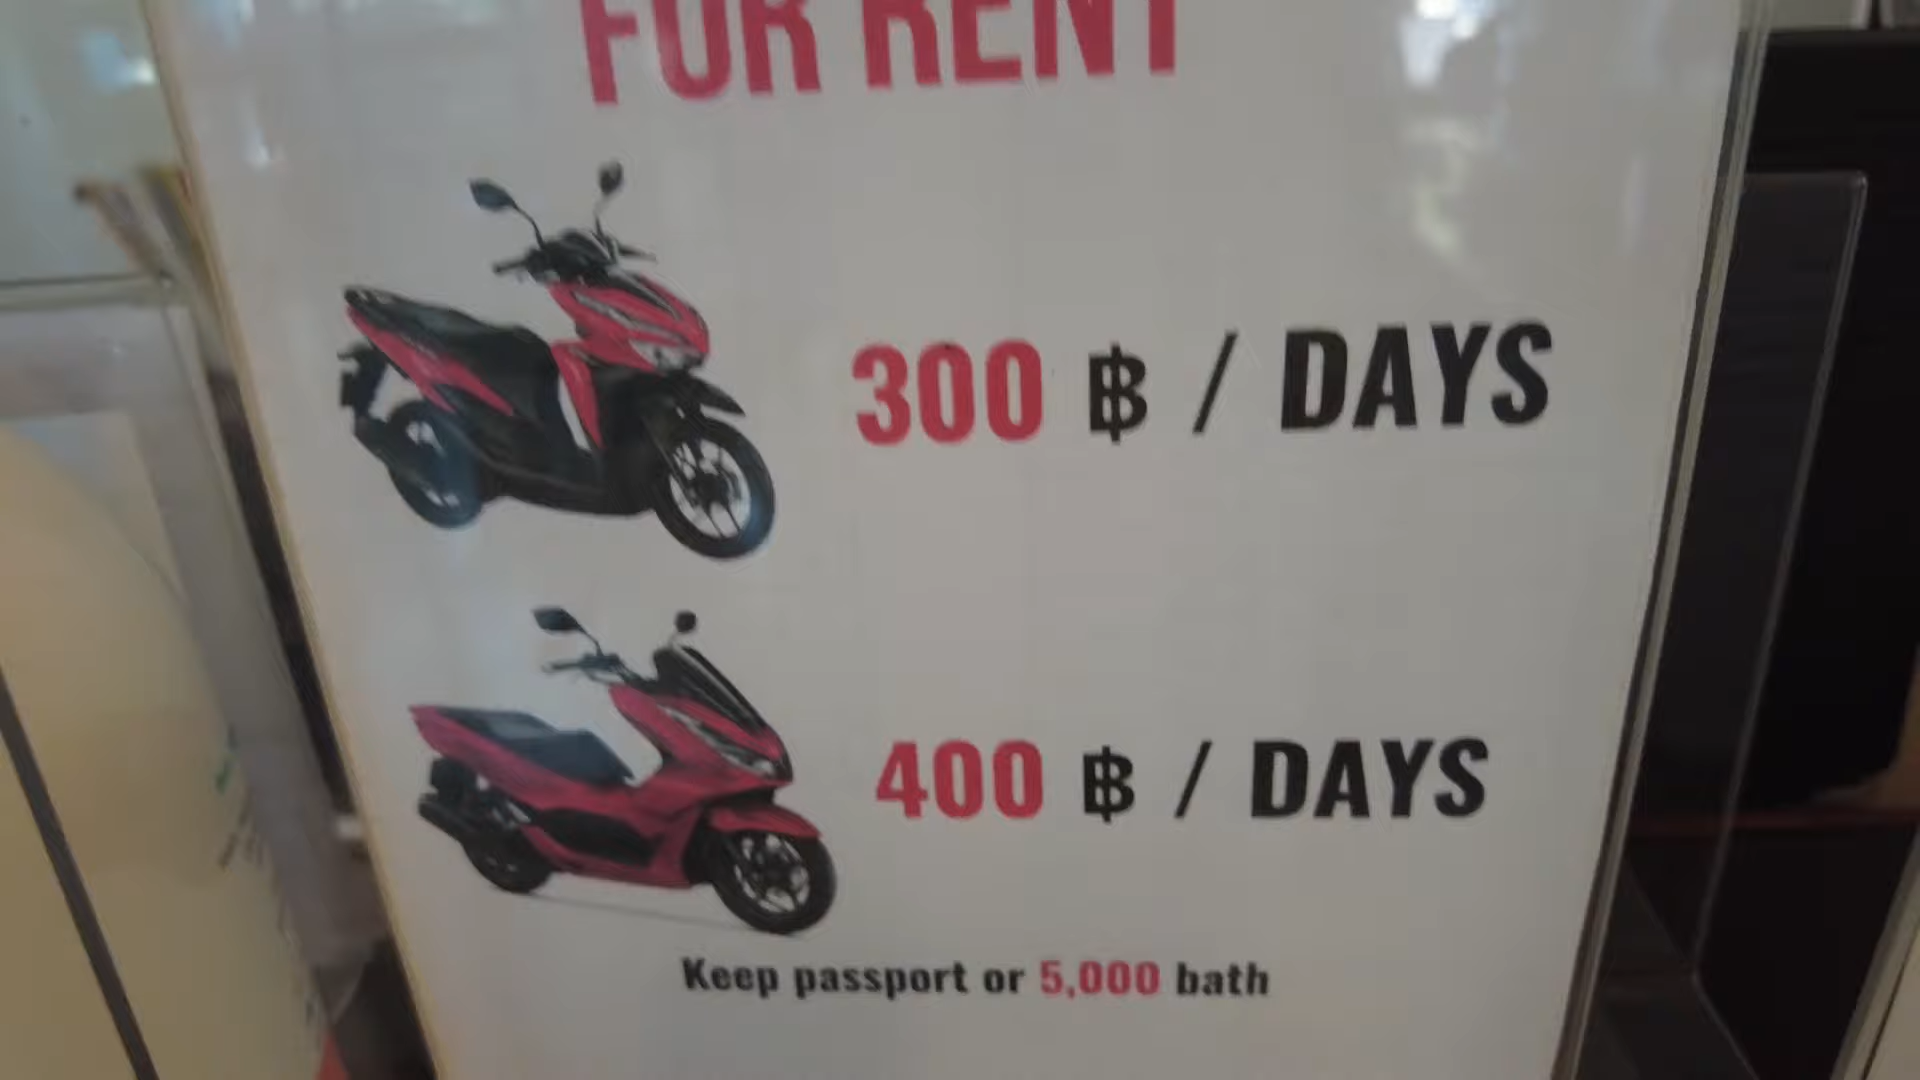 FOR RENT
300 ฿ / DAYS
400 ฿ / DAYS
Keep passport or 5,000 bath